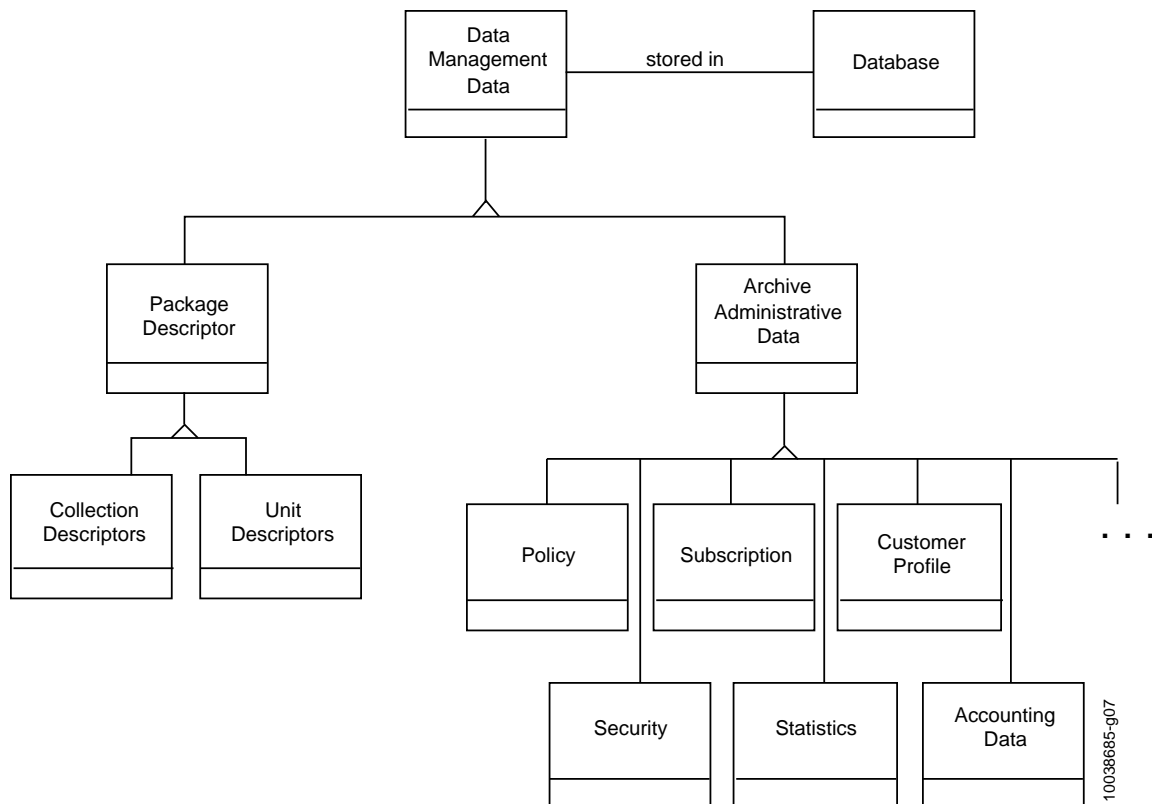 Data
Management
Data
stored in
Database
Package
Descriptor
Archive
Administrative
Data
Collection
Descriptors
Unit
Descriptors
Policy
Subscription
Customer
Profile
. . .
Security
Statistics
Accounting
Data
10038685-g07